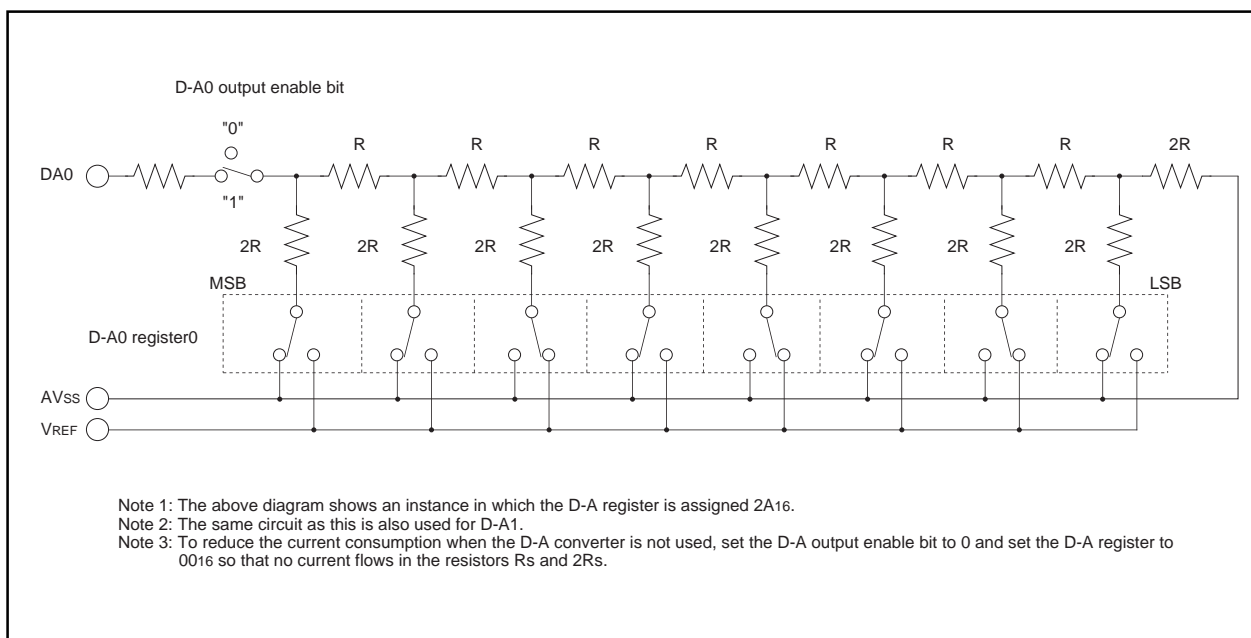 D-A0 output enable bit
"0"
R R R R R R R 2R
DA0
"1"
2R 2R 2R 2R 2R 2R 2R 2R
MSB LSB
D-A0 register0
AVSS
VREF
Note 1: The above diagram shows an instance in which the D-A register is assigned 2A16.
Note 2: The same circuit as this is also used for D-A1.
Note 3: To reduce the current consumption when the D-A converter is not used, set the D-A output enable bit to 0 and set the D-A register to
0016 so that no current flows in the resistors Rs and 2Rs.